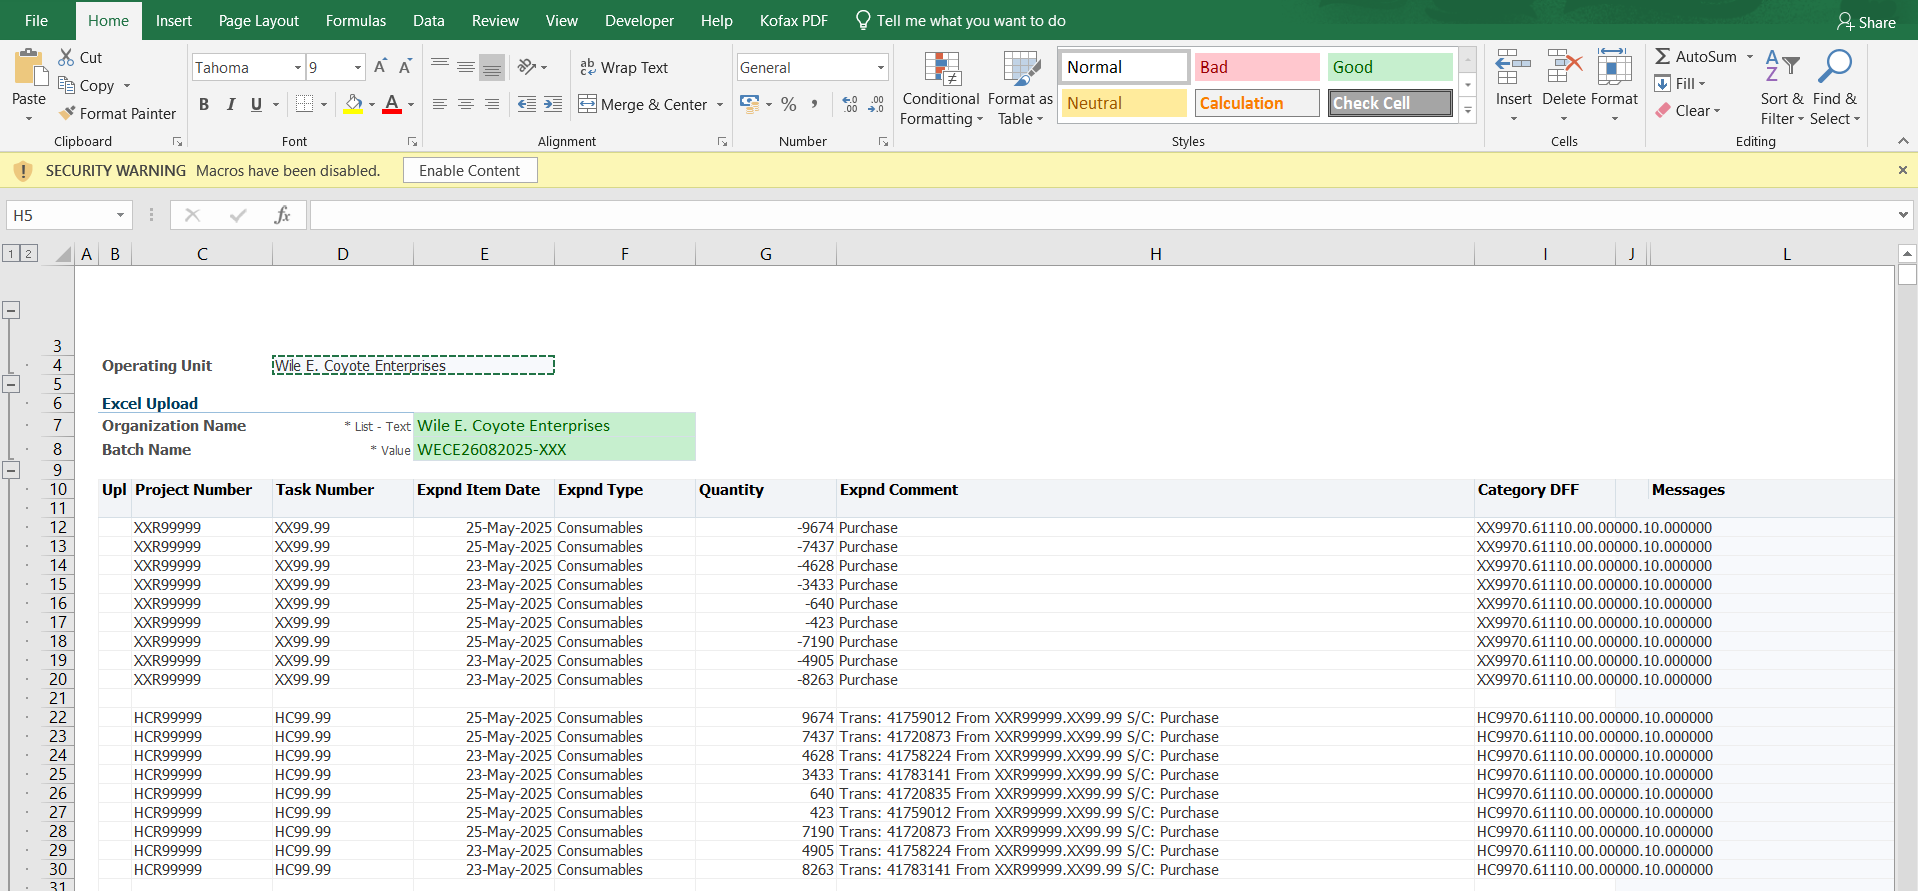 File Home Insert Page Layout Formulas Data Review View Developer Help Kofax PDF Tell me what you want to do Share
Paste Cut Copy Format Painter Clipboard
Tahoma 9 A A B I U A Font
ab c Wrap Text Merge & Center Alignment
General % , .0 .00 .00 .0 Number
Conditional Formatting Format as Table
Normal Bad Good
Neutral Calculation Check Cell
Styles
Insert Delete Format Cells
AutoSum Fill Clear A Z Sort & Filter Find & Select Editing
SECURITY WARNING Macros have been disabled. Enable Content
H5 fx
1 2 A B C D E F G H I J L
3
4 Operating Unit Wile E. Coyote Enterprises
5
6 Excel Upload
7 Organization Name * List - Text Wile E. Coyote Enterprises
8 Batch Name * Value WECE26082025-XXX
9
10 Upl Project Number Task Number Expnd Item Date Expnd Type Quantity Expnd Comment Category DFF Messages
11
12 XXR99999 XX99.99 25-May-2025 Consumables -9674 Purchase XX9970.61110.00.00000.10.000000
13 XXR99999 XX99.99 25-May-2025 Consumables -7437 Purchase XX9970.61110.00.00000.10.000000
14 XXR99999 XX99.99 23-May-2025 Consumables -4628 Purchase XX9970.61110.00.00000.10.000000
15 XXR99999 XX99.99 23-May-2025 Consumables -3433 Purchase XX9970.61110.00.00000.10.000000
16 XXR99999 XX99.99 25-May-2025 Consumables -640 Purchase XX9970.61110.00.00000.10.000000
17 XXR99999 XX99.99 25-May-2025 Consumables -423 Purchase XX9970.61110.00.00000.10.000000
18 XXR99999 XX99.99 25-May-2025 Consumables -7190 Purchase XX9970.61110.00.00000.10.000000
19 XXR99999 XX99.99 23-May-2025 Consumables -4905 Purchase XX9970.61110.00.00000.10.000000
20 XXR99999 XX99.99 23-May-2025 Consumables -8263 Purchase XX9970.61110.00.00000.10.000000
21
22 HCR99999 HC99.99 25-May-2025 Consumables 9674 Trans: 41759012 From XXR99999.XX99.99 S/C: Purchase HC9970.61110.00.00000.10.000000
23 HCR99999 HC99.99 25-May-2025 Consumables 7437 Trans: 41720873 From XXR99999.XX99.99 S/C: Purchase HC9970.61110.00.00000.10.000000
24 HCR99999 HC99.99 23-May-2025 Consumables 4628 Trans: 41758224 From XXR99999.XX99.99 S/C: Purchase HC9970.61110.00.00000.10.000000
25 HCR99999 HC99.99 23-May-2025 Consumables 3433 Trans: 41783141 From XXR99999.XX99.99 S/C: Purchase HC9970.61110.00.00000.10.000000
26 HCR99999 HC99.99 25-May-2025 Consumables 640 Trans: 41720835 From XXR99999.XX99.99 S/C: Purchase HC9970.61110.00.00000.10.000000
27 HCR99999 HC99.99 25-May-2025 Consumables 423 Trans: 41759012 From XXR99999.XX99.99 S/C: Purchase HC9970.61110.00.00000.10.000000
28 HCR99999 HC99.99 25-May-2025 Consumables 7190 Trans: 41720873 From XXR99999.XX99.99 S/C: Purchase HC9970.61110.00.00000.10.000000
29 HCR99999 HC99.99 23-May-2025 Consumables 4905 Trans: 41758224 From XXR99999.XX99.99 S/C: Purchase HC9970.61110.00.00000.10.000000
30 HCR99999 HC99.99 23-May-2025 Consumables 8263 Trans: 41783141 From XXR99999.XX99.99 S/C: Purchase HC9970.61110.00.00000.10.000000
31